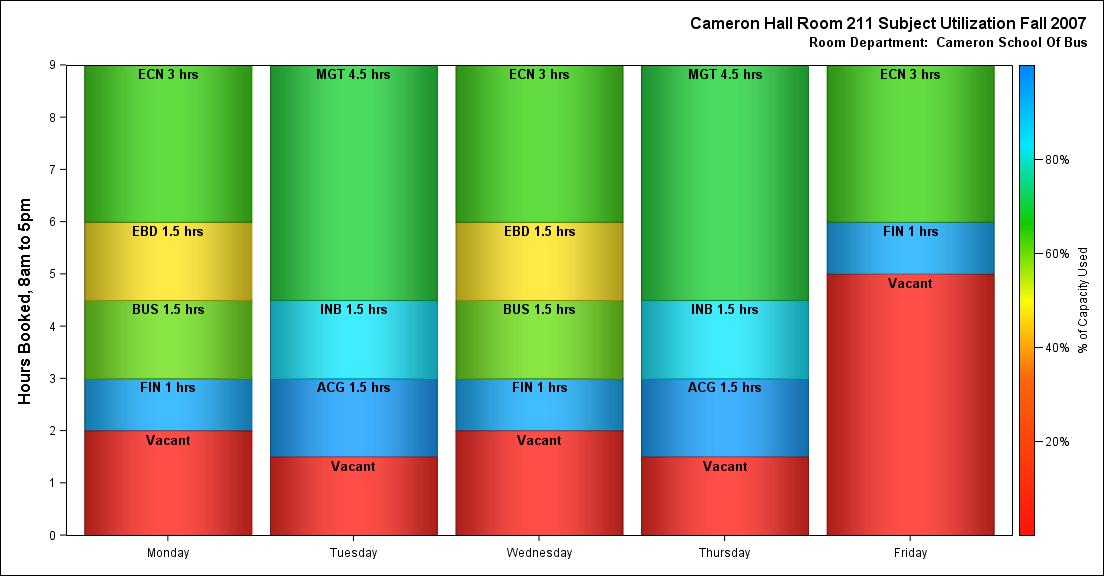 Cameron Hall Room 211 Subject Utilization Fall 2007
Room Department:  Cameron School Of Bus
Hours Booked, 8am to 5pm
9
8
7
6
5
4
3
2
1
0
ECN 3 hrs
EBD 1.5 hrs
BUS 1.5 hrs
FIN 1 hrs
Vacant
MGT 4.5 hrs
INB 1.5 hrs
ACG 1.5 hrs
Vacant
ECN 3 hrs
EBD 1.5 hrs
BUS 1.5 hrs
FIN 1 hrs
Vacant
MGT 4.5 hrs
INB 1.5 hrs
ACG 1.5 hrs
Vacant
ECN 3 hrs
FIN 1 hrs
Vacant
Monday
Tuesday
Wednesday
Thursday
Friday
80%
60%
40%
20%
% of Capacity Used